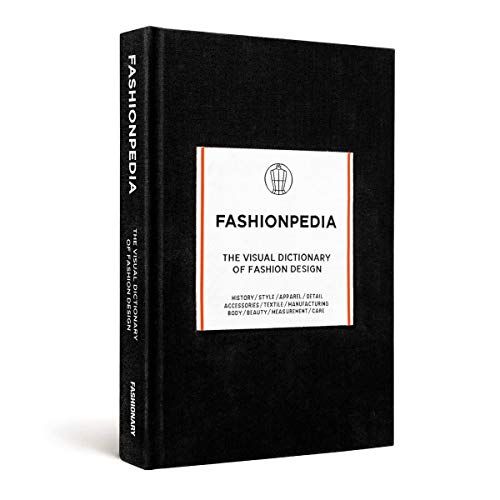 FASHIONPEDIA
THE VISUAL DICTIONARY
OF FASHION DESIGN
FASHIONARY
FASHIONPEDIA
THE VISUAL DICTIONARY
OF FASHION DESIGN
HISTORY/STYLE/APPAREL/DETAIL
ACCESSORIES/TEXTILE/MANUFACTURING
BODY/BEAUTY/MEASUREMENT/CARE